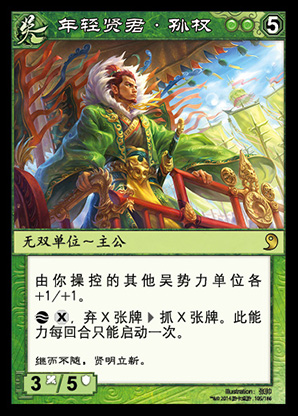 年轻贤君·孙权
5
无双单位～主公
由你操控的其他吴势力单位各
+1/+1。
X，弃X张牌▶抓X张牌。此能
力每回合只能启动一次。
继而不随，贤明立新。
3/5